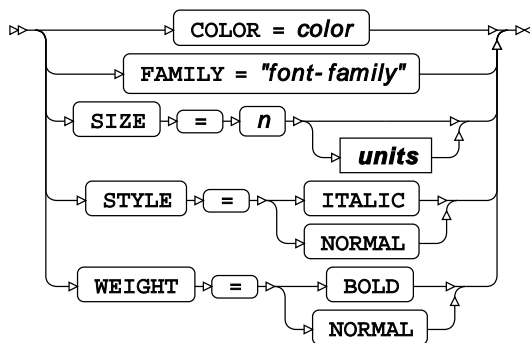 COLOR = color
FAMILY = "font-family"
SIZE = n
units
STYLE = ITALIC
NORMAL
WEIGHT = BOLD
NORMAL